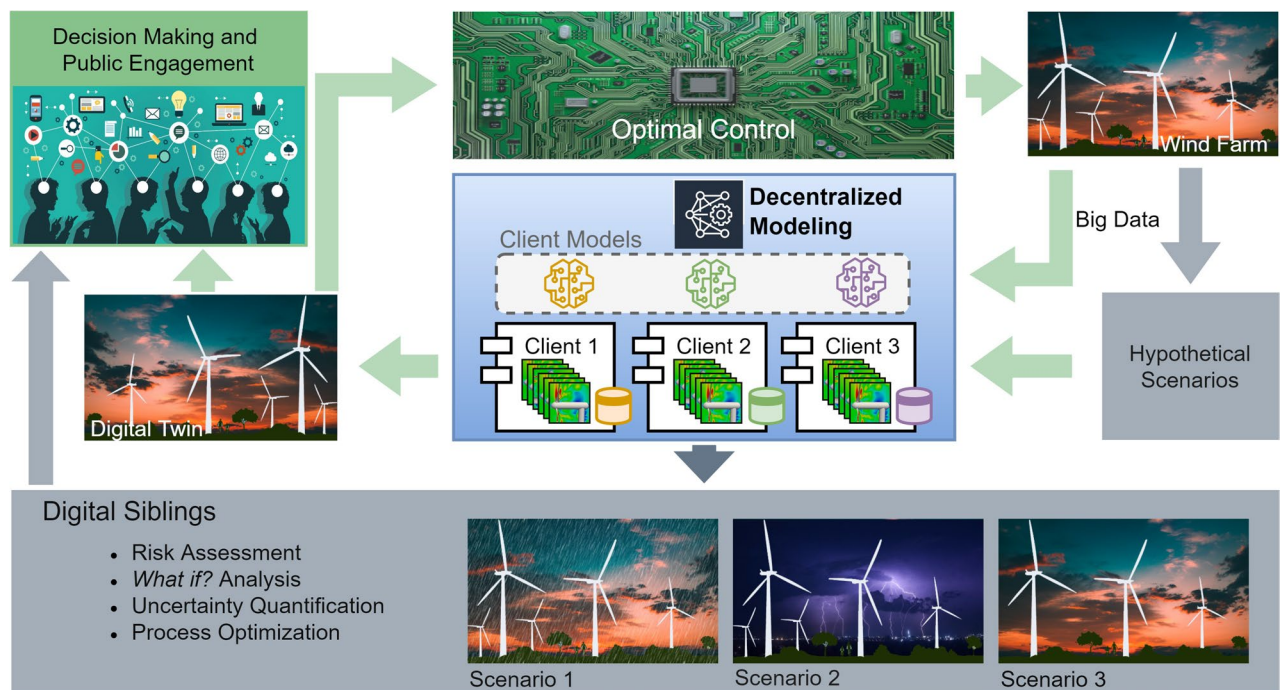 Decision Making and
Public Engagement
Optimal Control
Wind Farm
Decentralized
Modeling
Client Models
Big Data
Client 1
Client 2
Client 3
Hypothetical
Scenarios
Digital Twin
Digital Siblings
• Risk Assessment
• What if? Analysis
• Uncertainty Quantification
• Process Optimization
Scenario 1
Scenario 2
Scenario 3